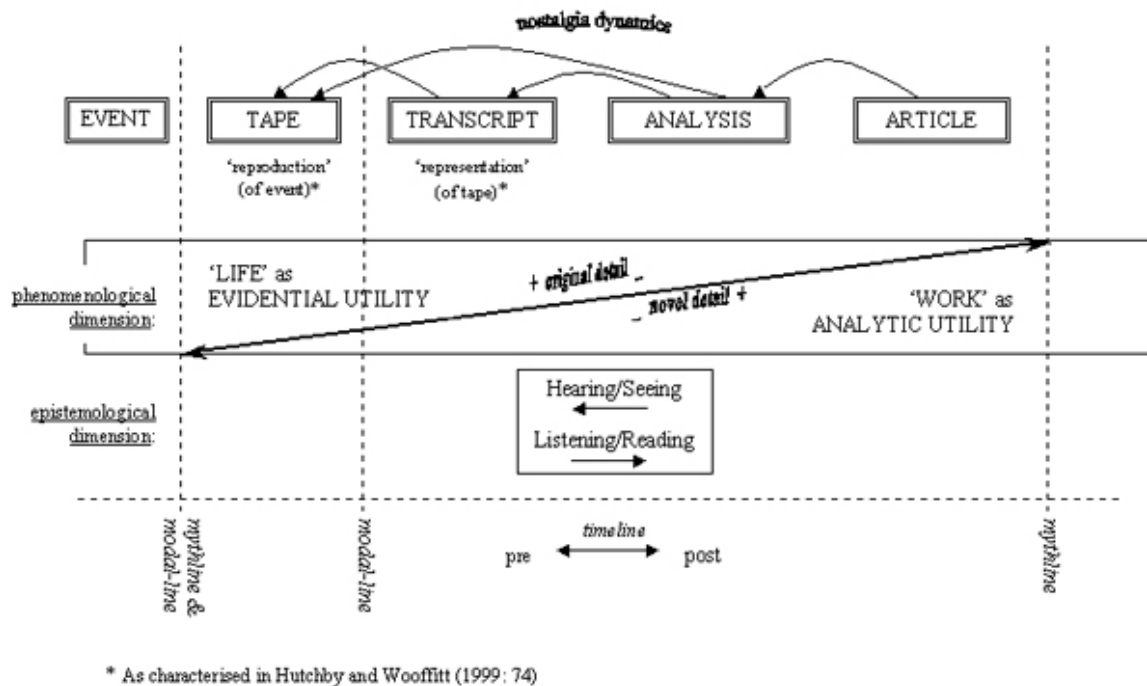 nostalgia dynamics
EVENT
TAPE
TRANSCRIPT
ANALYSIS
ARTICLE
‘reproduction’
(of event)*
‘representation’
(of tape)*
phenomenological
dimension:
‘LIFE’ as
EVIDENTIAL UTILITY
+ original detail –
– novel detail +
‘WORK’ as
ANALYTIC UTILITY
epistemological
dimension:
Hearing/Seeing
Listening/Reading
mythline &
modal-line
modal-line
timeline
pre
post
mythline
* As characterised in Hutchby and Wooffitt (1999: 74)